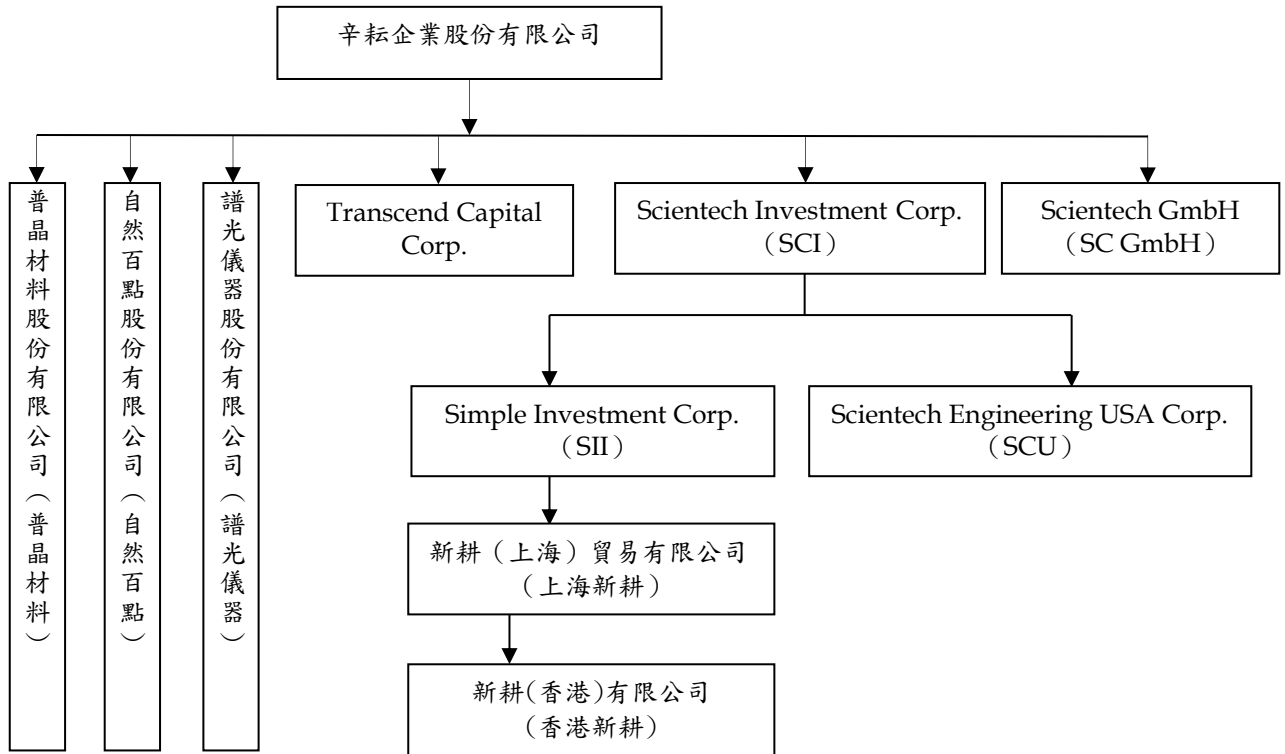 辛耘企業股份有限公司
普晶材料股份有限公司（普晶材料）
自然百點股份有限公司（自然百點）
譜光儀器股份有限公司（譜光儀器）
Transcend Capital
Corp.
Scientech Investment Corp.
（SCI）
Scientech GmbH
（SC GmbH）
Simple Investment Corp.
（SII）
Scientech Engineering USA Corp.
（SCU）
新耕（上海）貿易有限公司
（上海新耕）
新耕(香港)有限公司
(香港新耕)